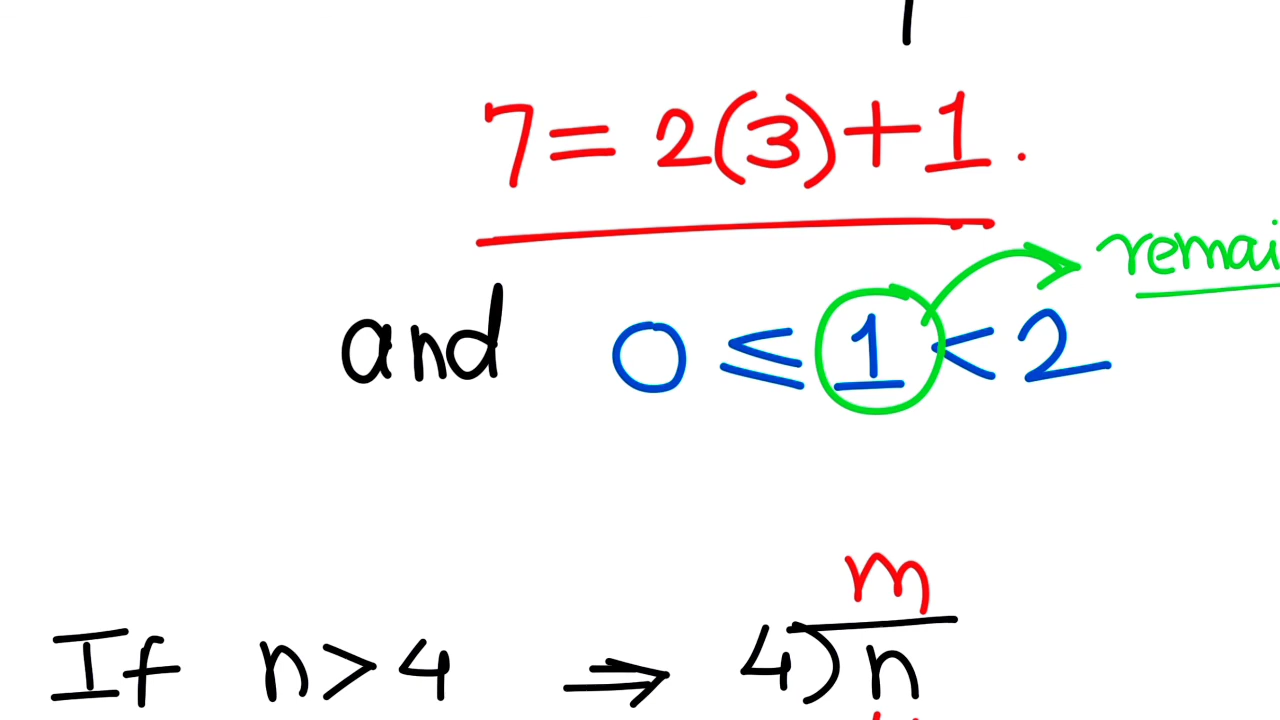 7 = 2(3) + 1.
and 0 ≤ 1 < 2
If n > 4 ⇒ 4)n
m